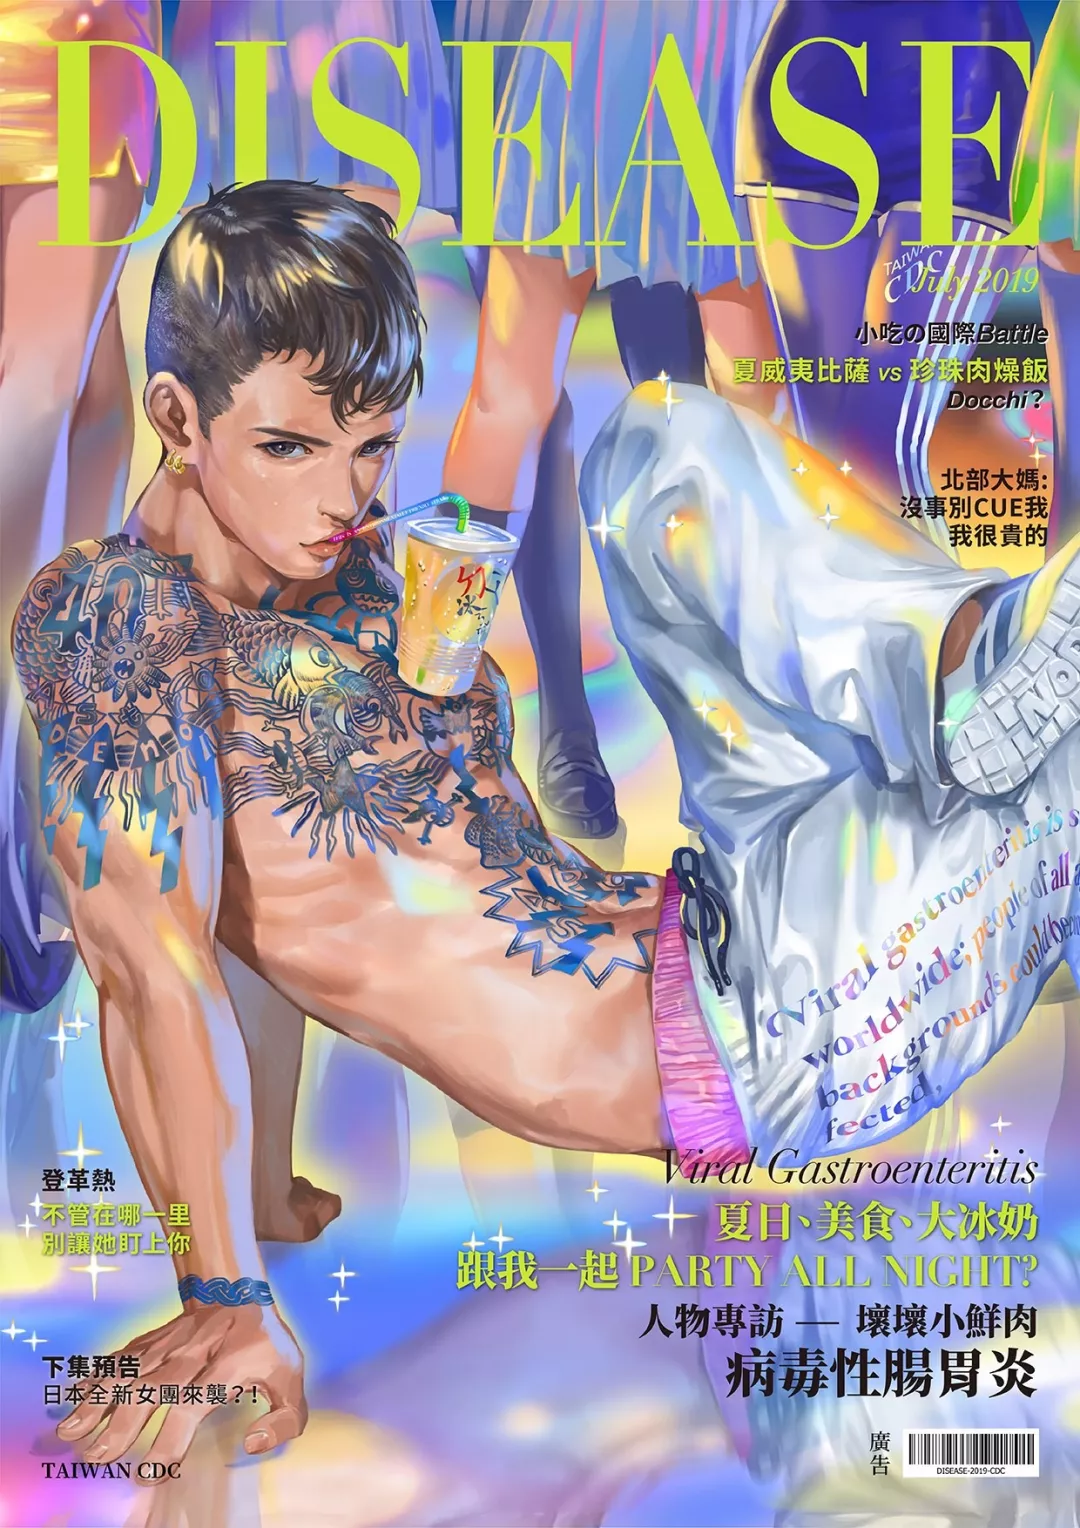 DISEASE
TAIWAN
CDC
July 2019
小吃の國際Battle
夏威夷比薩 vs 珍珠肉燥飯
Docchi？
北部大媽：
沒事別CUE我
我很貴的
40
冰
NO
Viral gastroenteritis is s
worldwide; people of all a
backgrounds could becom
fected,
登革熱
不管在哪一里
別讓她盯上你
Viral Gastroenteritis
夏日、美食、大冰奶
跟我一起 PARTY ALL NIGHT?
人物專訪 — 壞壞小鮮肉
病毒性腸胃炎
下集預告
日本全新女團來襲？!
TAIWAN CDC
廣告
DISEASE-2019-CDC